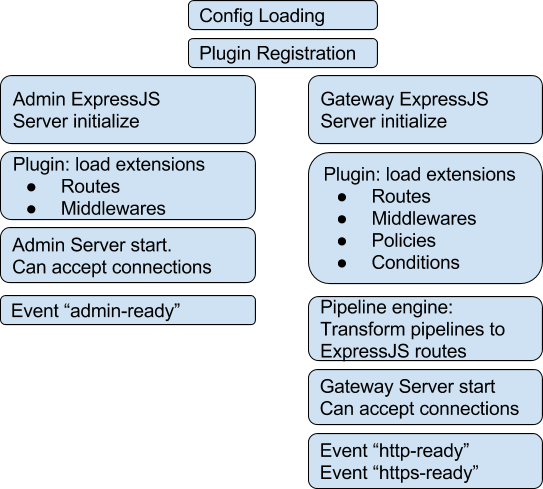 Config Loading
Plugin Registration
Admin ExpressJS
Server initialize
Plugin: load extensions
● Routes
● Middlewares
Admin Server start.
Can accept connections
Event “admin-ready”
Gateway ExpressJS
Server initialize
Plugin: load extensions
● Routes
● Middlewares
● Policies
● Conditions
Pipeline engine:
Transform pipelines to
ExpressJS routes
Gateway Server start
Can accept connections
Event “http-ready”
Event “https-ready”